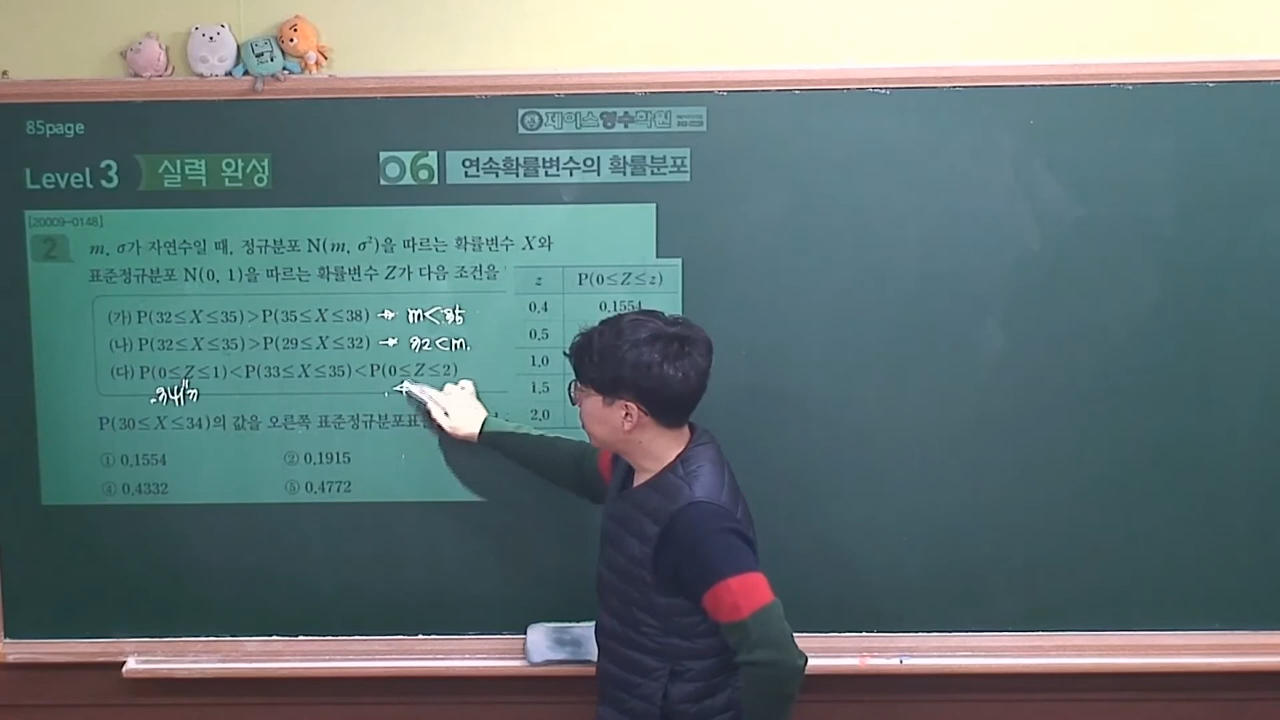 85page
제이스영수학원
Level 3 실력 완성
06 연속확률변수의 확률분포
[20009-0148]
2 m, σ가 자연수일 때, 정규분포 N(m, σ²)을 따르는 확률변수 X와
표준정규분포 N(0, 1)을 따르는 확률변수 Z가 다음 조건을
(가) P(32≤X≤35)>P(35≤X≤38) → m<35
(나) P(32≤X≤35)>P(29≤X≤32) → 32<m.
(다) P(0≤Z≤1)<P(33≤X≤35)<P(0≤Z≤2)
P(30≤X≤34)의 값을 오른쪽 표준정규분포표
① 0.1554 ② 0.1915
④ 0.4332 ⑤ 0.4772
z P(0≤Z≤z)
0.4 0.1554
0.5
1.0
1.5
2.0